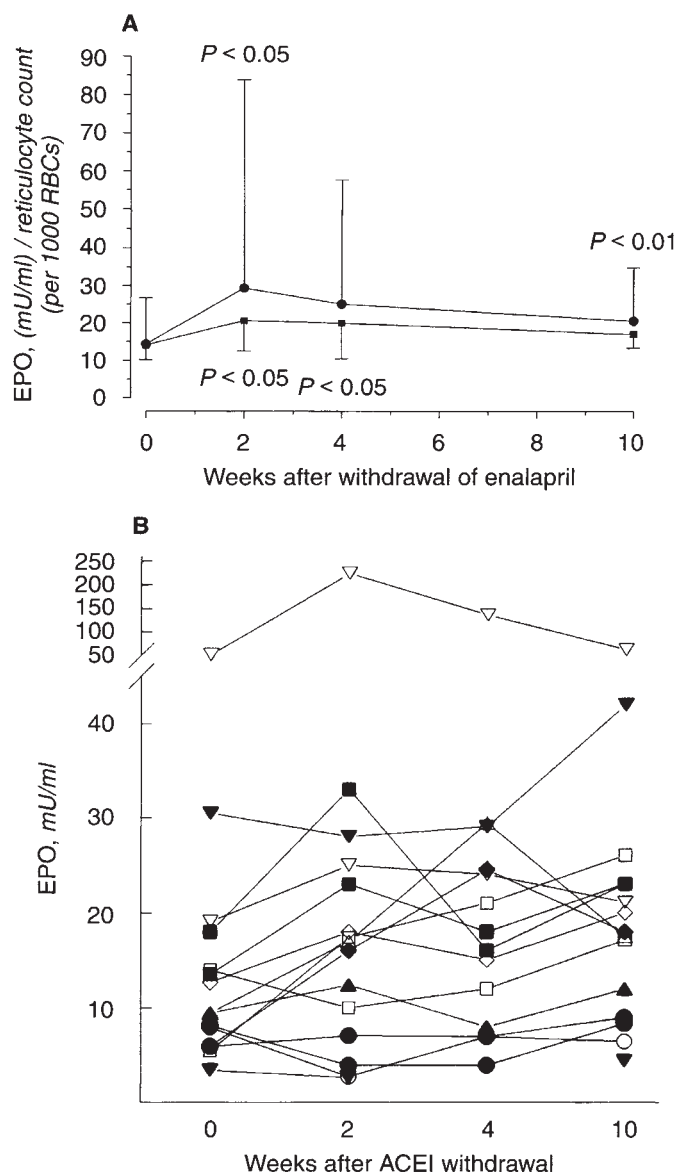 A
P < 0.05
90
80
70
60
50
40
30
20
10
0
EPO, (mU/ml) / reticulocyte count
(per 1000 RBCs)
P < 0.01
P < 0.05
P < 0.05
0 2 4 6 8 10
Weeks after withdrawal of enalapril
B
250
200
150
100
50
40
30
20
10
EPO, mU/ml
0 2 4 10
Weeks after ACEI withdrawal